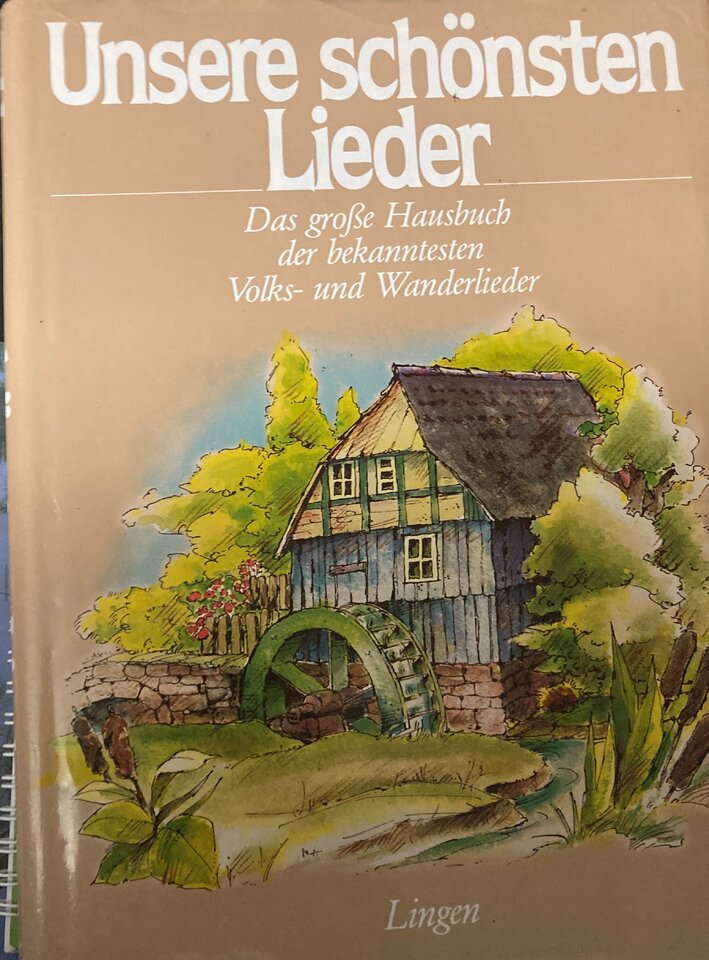 Unsere schönsten
Lieder
Das große Hausbuch
der bekanntesten
Volks- und Wanderlieder
Lingen